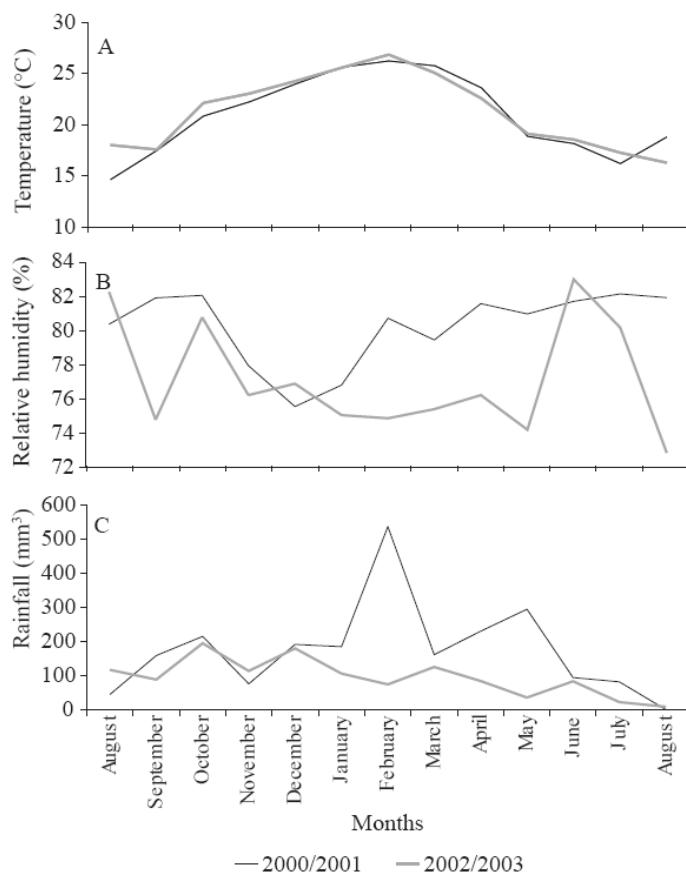 A
Temperature (°C)
30
25
20
15
10
B
Relative humidity (%)
84
82
80
78
76
74
72
C
Rainfall (mm³)
600
500
400
300
200
100
0
August
September
October
November
December
January
February
March
April
May
June
July
August
Months
2000/2001
2002/2003